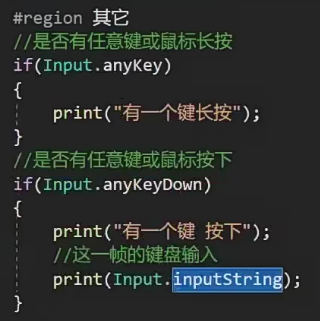 #region 其它
//是否有任意键或鼠标长按
if(Input.anyKey)
{
    print("有一个键长按");
}
//是否有任意键或鼠标按下
if(Input.anyKeyDown)
{
    print("有一个键 按下");
    //这一帧的键盘输入
    print(Input.inputString);
}